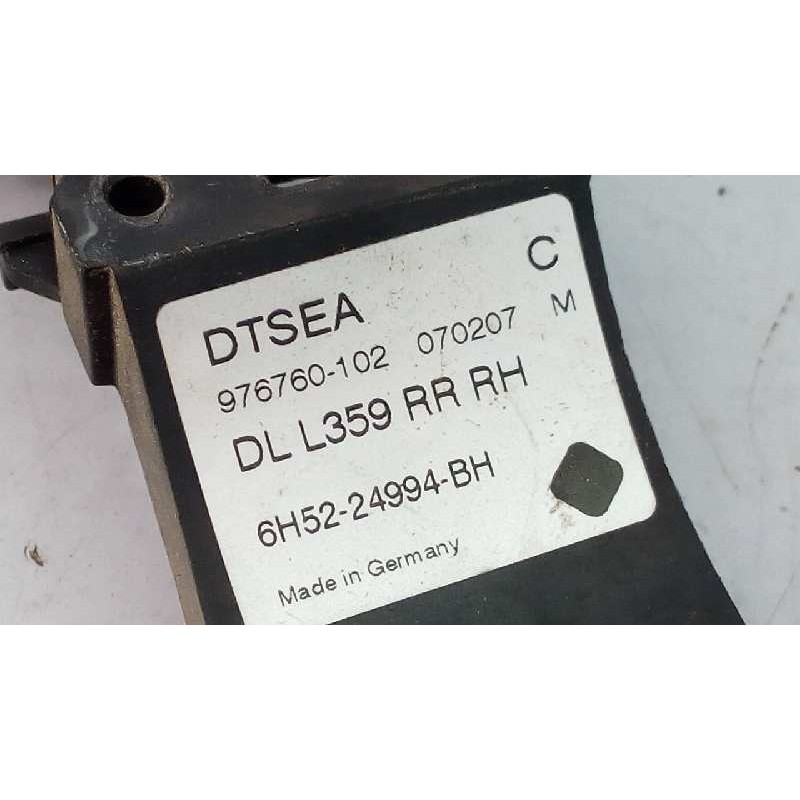 C
DTSEA
976760-102 070207 M
DL L359 RR RH
6H52-24994-BH
Made in Germany